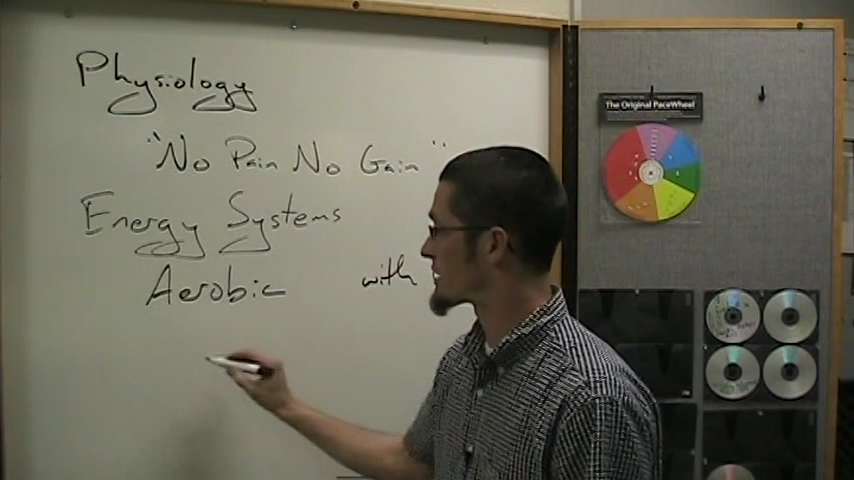 Physiology
"No Pain No Gain"
Energy Systems
Aerobic with
The Original PaceWheel